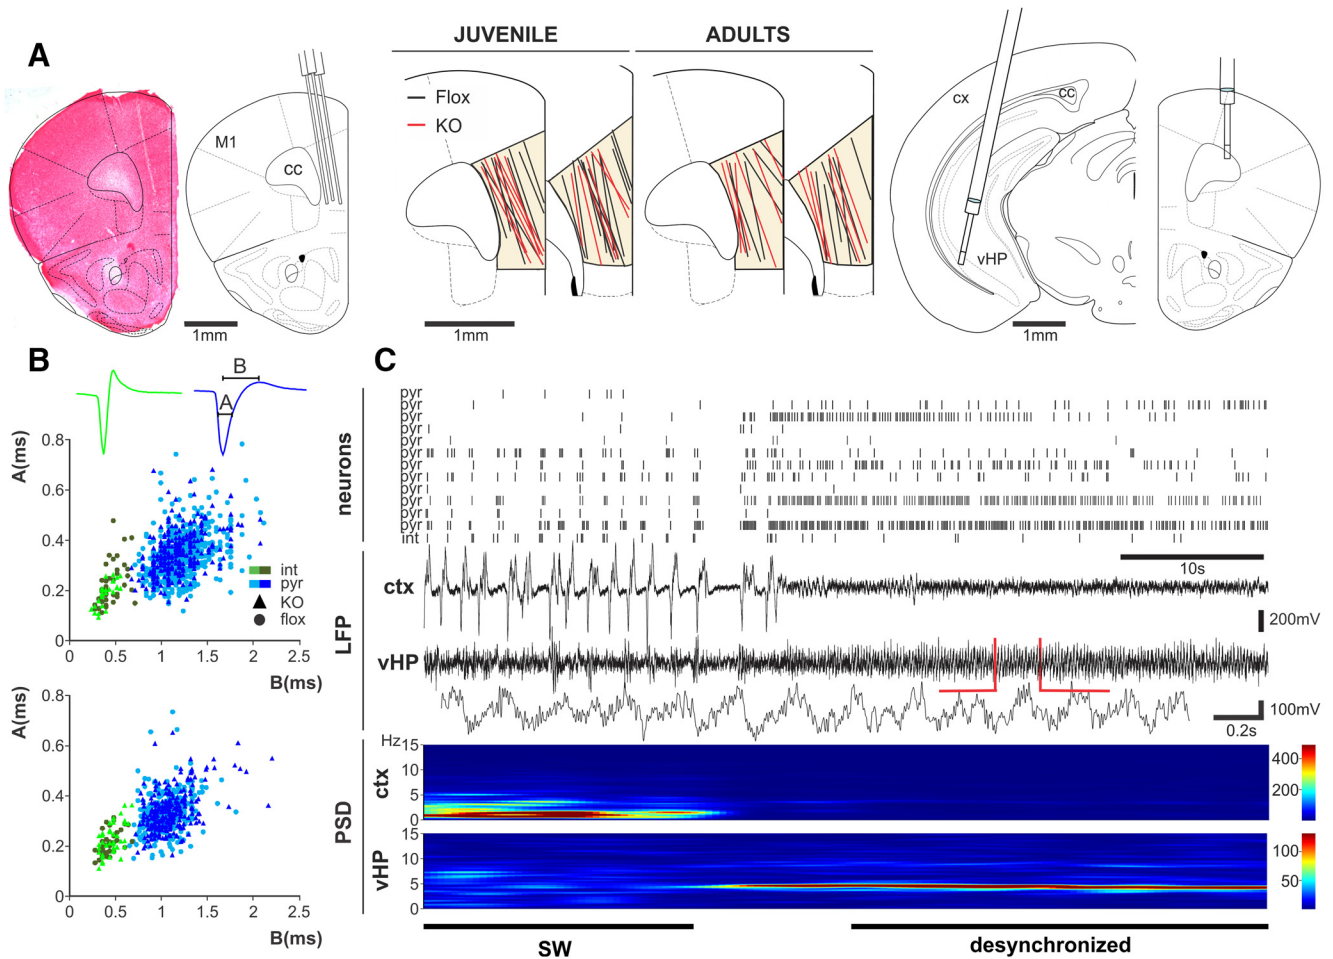 A
JUVENILE
ADULTS
M1
cc
1mm
Flox
KO
1mm
cx
cc
vHP
1mm
B
B
A
A(ms)
0.8
0.6
0.4
0.2
0
0 0.5 1.5 1.5 2 2.5
B(ms)
int
pyr
KO
flox
A(ms)
0.8
0.6
0.4
0.2
0
0 0.5 1 1.5 2 2.5
B(ms)
C
neurons
pyr
pyr
pyr
pyr
pyr
pyr
pyr
pyr
pyr
pyr
pyr
pyr
int
10s
LFP
ctx
200mV
vHP
100mV
0.2s
PSD
Hz
ctx
15
10
5
0
400
200
vHP
15
10
5
0
100
50
SW
desynchronized